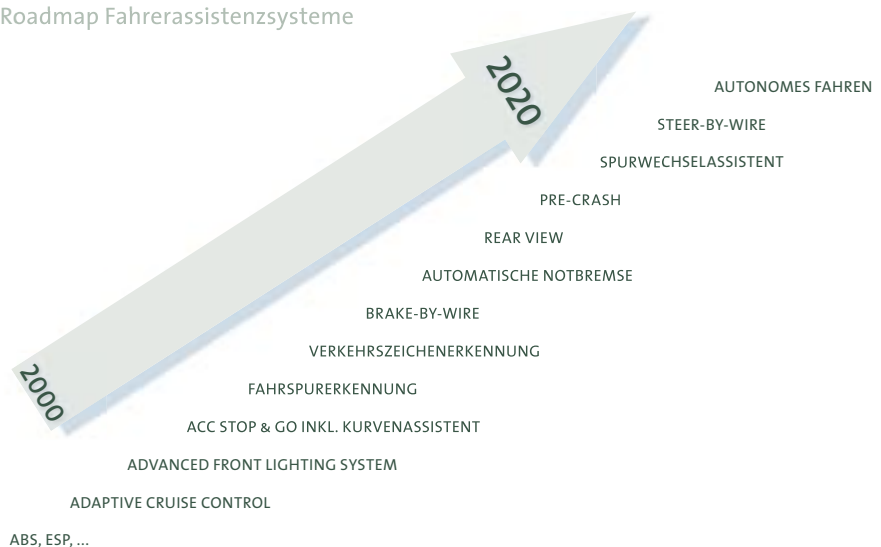 Roadmap Fahrerassistenzsysteme
2020
AUTONOMES FAHREN
STEER-BY-WIRE
SPURWECHSELASSISTENT
PRE-CRASH
REAR VIEW
AUTOMATISCHE NOTBREMSE
BRAKE-BY-WIRE
VERKEHRSZEICHENERKENNUNG
2000
FAHRSPURERKENNUNG
ACC STOP & GO INKL. KURVENASSISTENT
ADVANCED FRONT LIGHTING SYSTEM
ADAPTIVE CRUISE CONTROL
ABS, ESP, ...